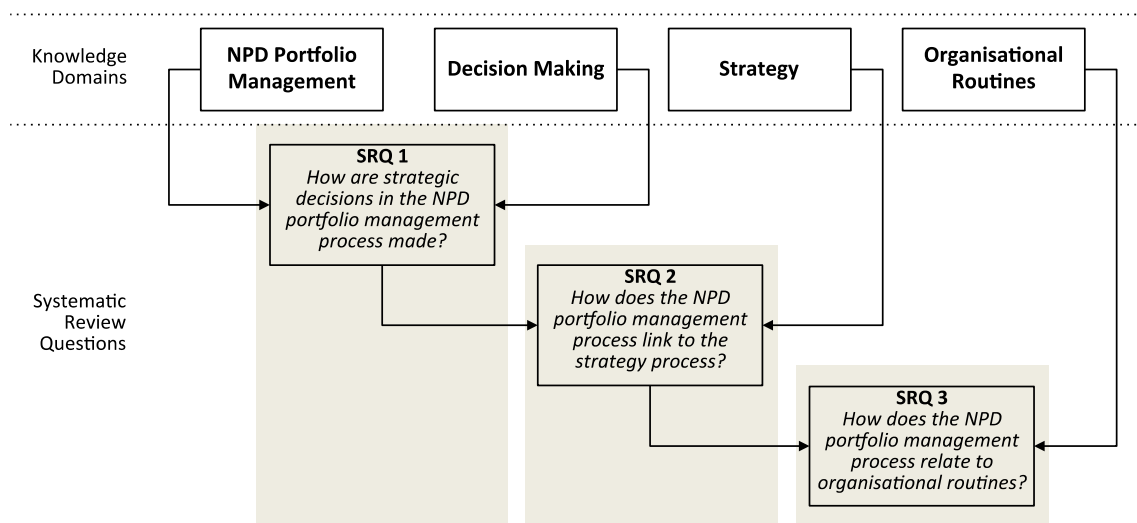 Knowledge
Domains
NPD Portfolio
Management
Decision Making
Strategy
Organisational
Routines
Systematic
Review
Questions
SRQ 1
How are strategic
decisions in the NPD
portfolio management
process made?
SRQ 2
How does the NPD
portfolio management
process link to the
strategy process?
SRQ 3
How does the NPD
portfolio management
process relate to
organisational routines?